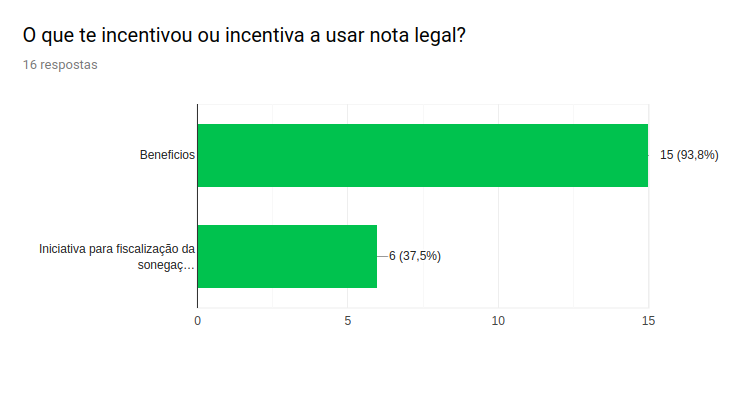 O que te incentivou ou incentiva a usar nota legal?
16 respostas
Beneficios
15 (93,8%)
Iniciativa para fiscalização da
sonegaç…
6 (37,5%)
0 5 10 15